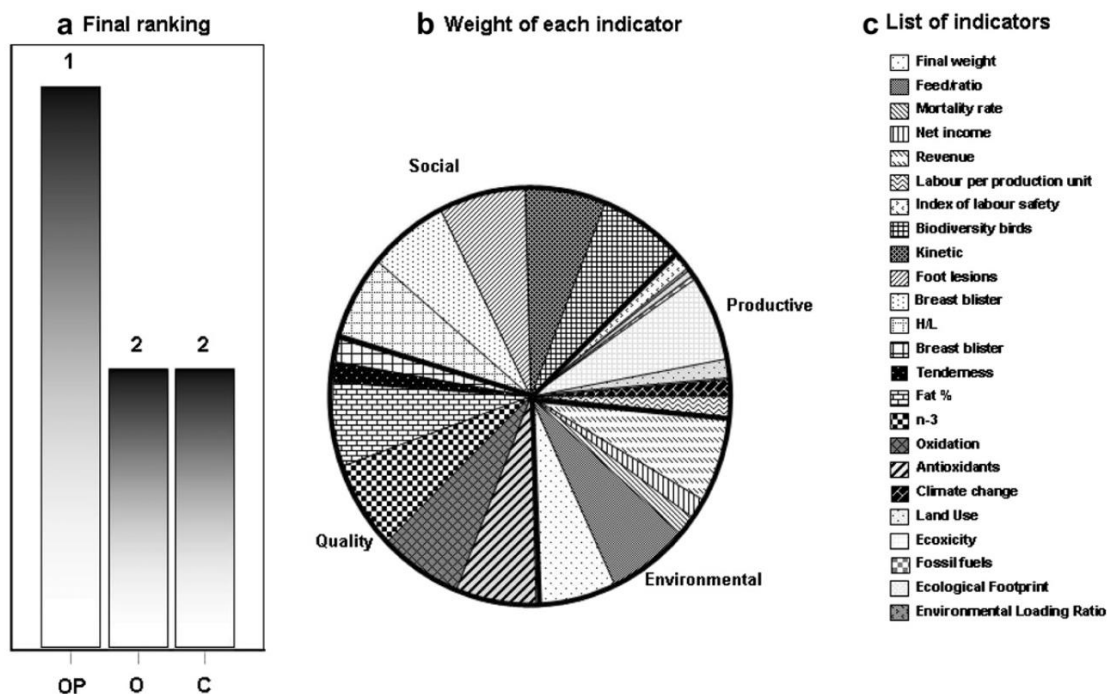 a Final ranking
1
2
2
OP
O
C
b Weight of each indicator
Social
Productive
Quality
Environmental
c List of indicators
Final weight
Feed/ratio
Mortality rate
Net income
Revenue
Labour per production unit
Index of labour safety
Biodiversity birds
Kinetic
Foot lesions
Breast blister
H/L
Breast blister
Tenderness
Fat %
n-3
Oxidation
Antioxidants
Climate change
Land Use
Ecoxicity
Fossil fuels
Ecological Footprint
Environmental Loading Ratio